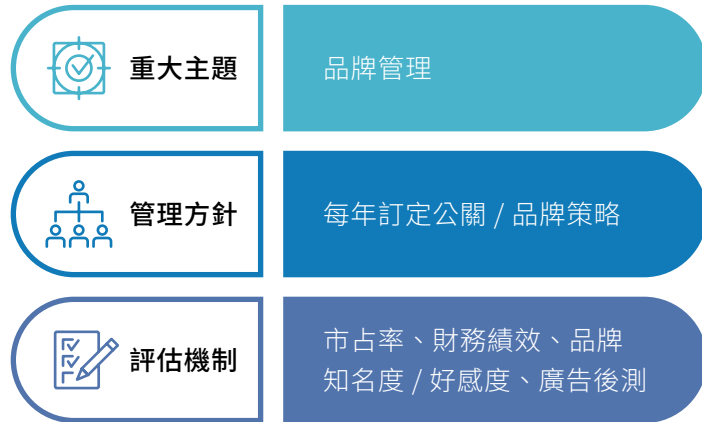 重大主題
品牌管理
管理方針
每年訂定公關 / 品牌策略
評估機制
市占率、財務績效、品牌
知名度 / 好感度、廣告後測